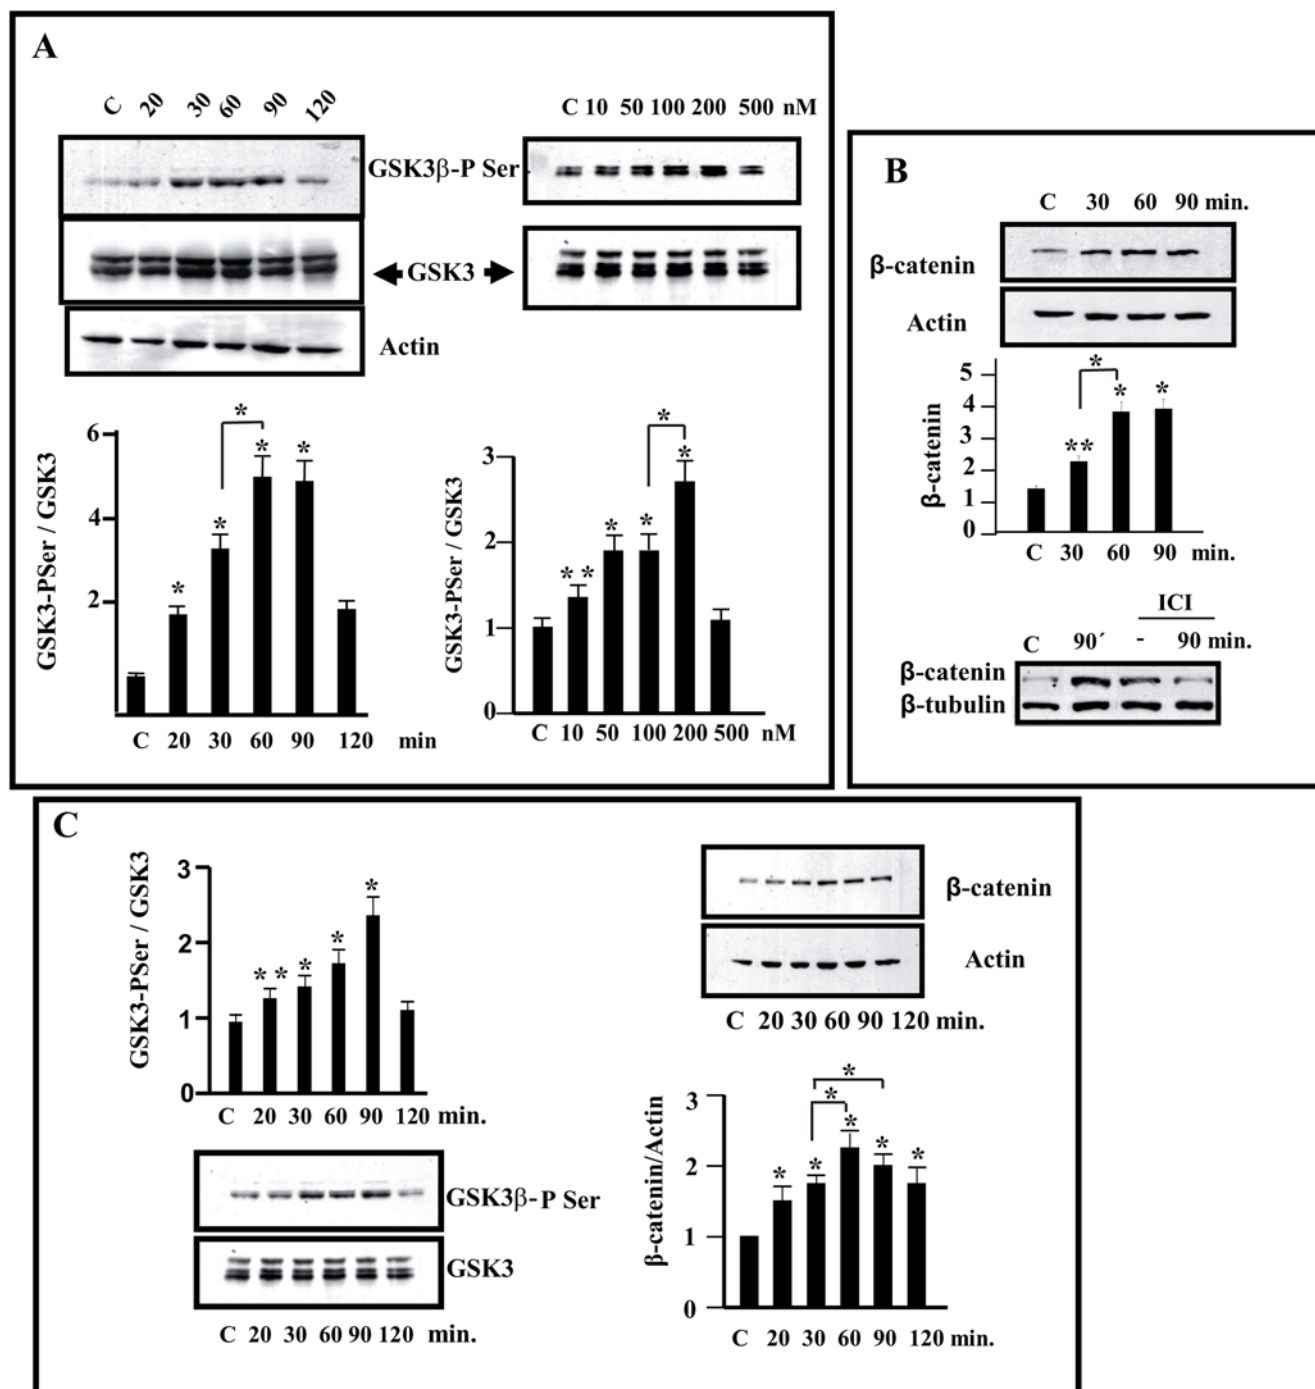 A
C 20 30 60 90 120
C 10 50 100 200 500 nM
GSK3β-P Ser
GSK3
Actin
GSK3-PSer / GSK3
6
4
2
*
*
*
*
*
C 20 30 60 90 120 min
GSK3-PSer / GSK3
3
2
1
0
*
* *
*
*
*
C 10 50 100 200 500 nM
B
C 30 60 90 min.
β-catenin
Actin
β-catenin
5
4
3
2
1
0
*
**
*
*
C 30 60 90 min.
ICI
C 90´ - 90 min.
β-catenin
β-tubulin
C
GSK3-PSer / GSK3
3
2
1
0
* *
*
*
*
C 20 30 60 90 120 min.
GSK3β-P Ser
GSK3
C 20 30 60 90 120 min.
β-catenin
Actin
C 20 30 60 90 120 min.
β-catenin/Actin
3
2
1
0
*
*
*
*
*
*
*
C 20 30 60 90 120 min.